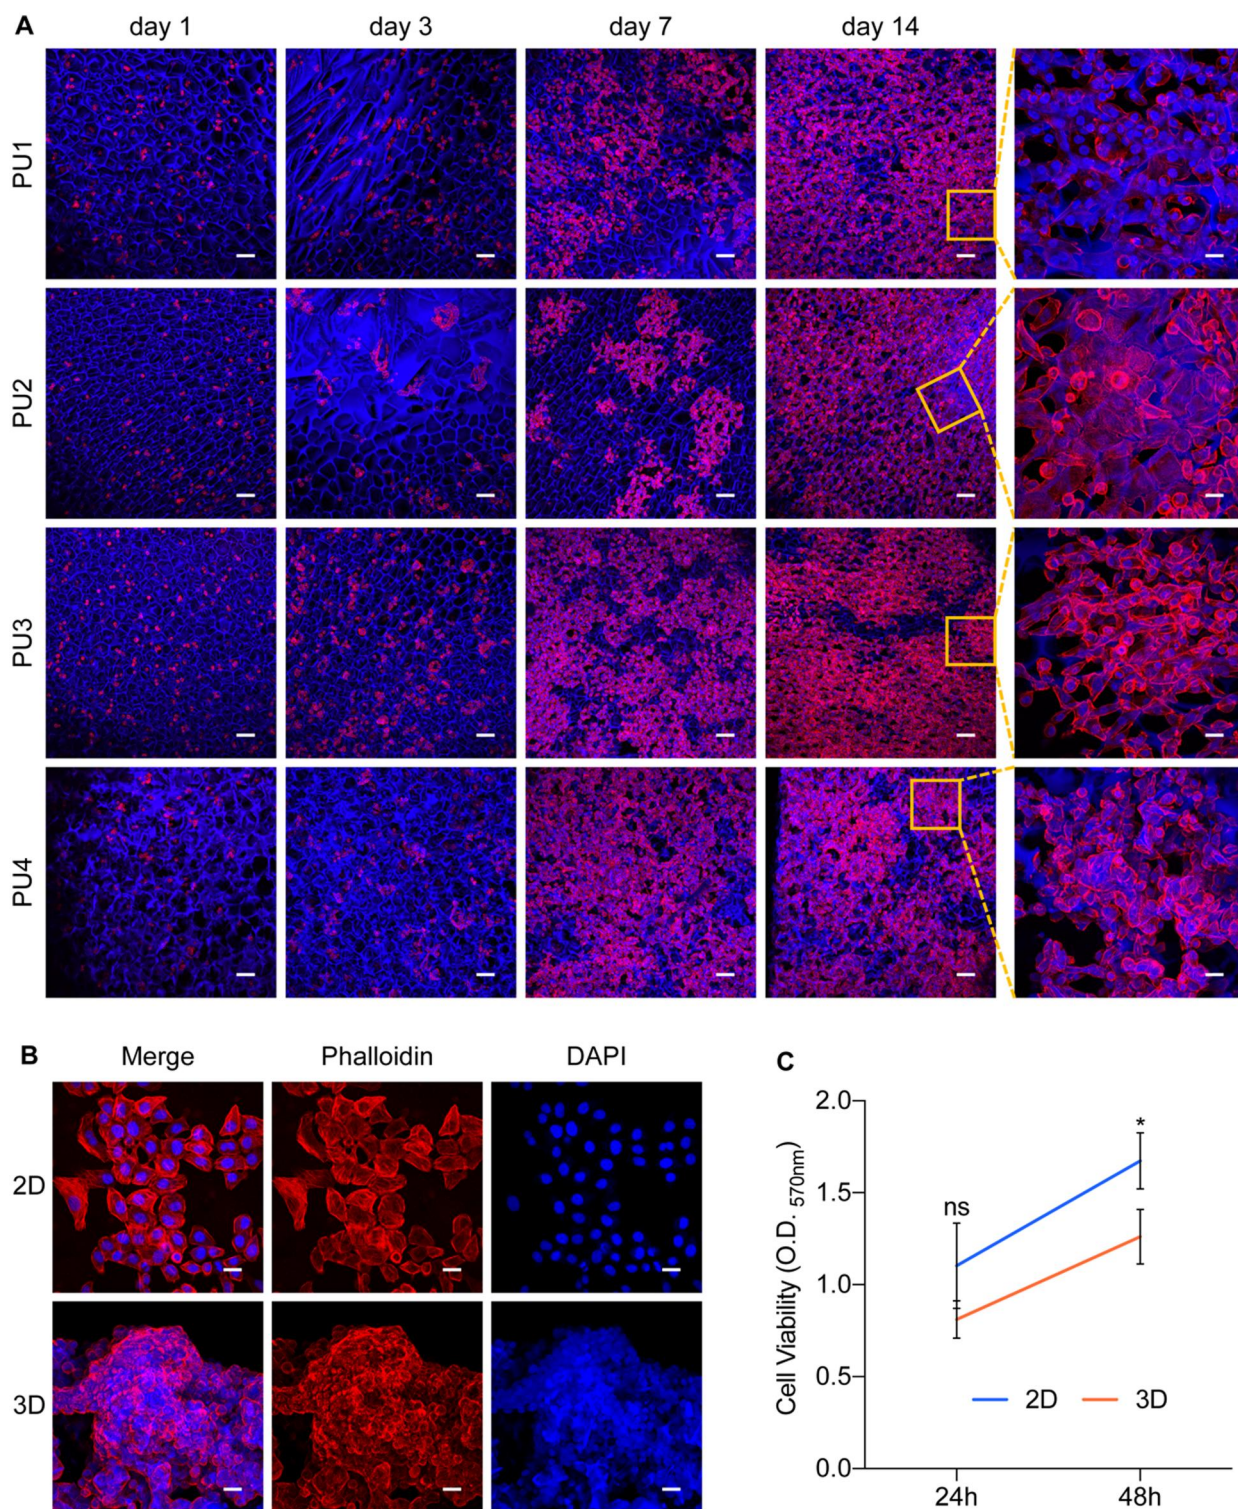 A
day 1 day 3 day 7 day 14
PU1
PU2
PU3
PU4
B
Merge Phalloidin DAPI
2D
3D
C
Cell Viability (O.D. 570nm)
2.0
1.5
1.0
0.5
0.0
ns
*
2D 3D
24h 48h